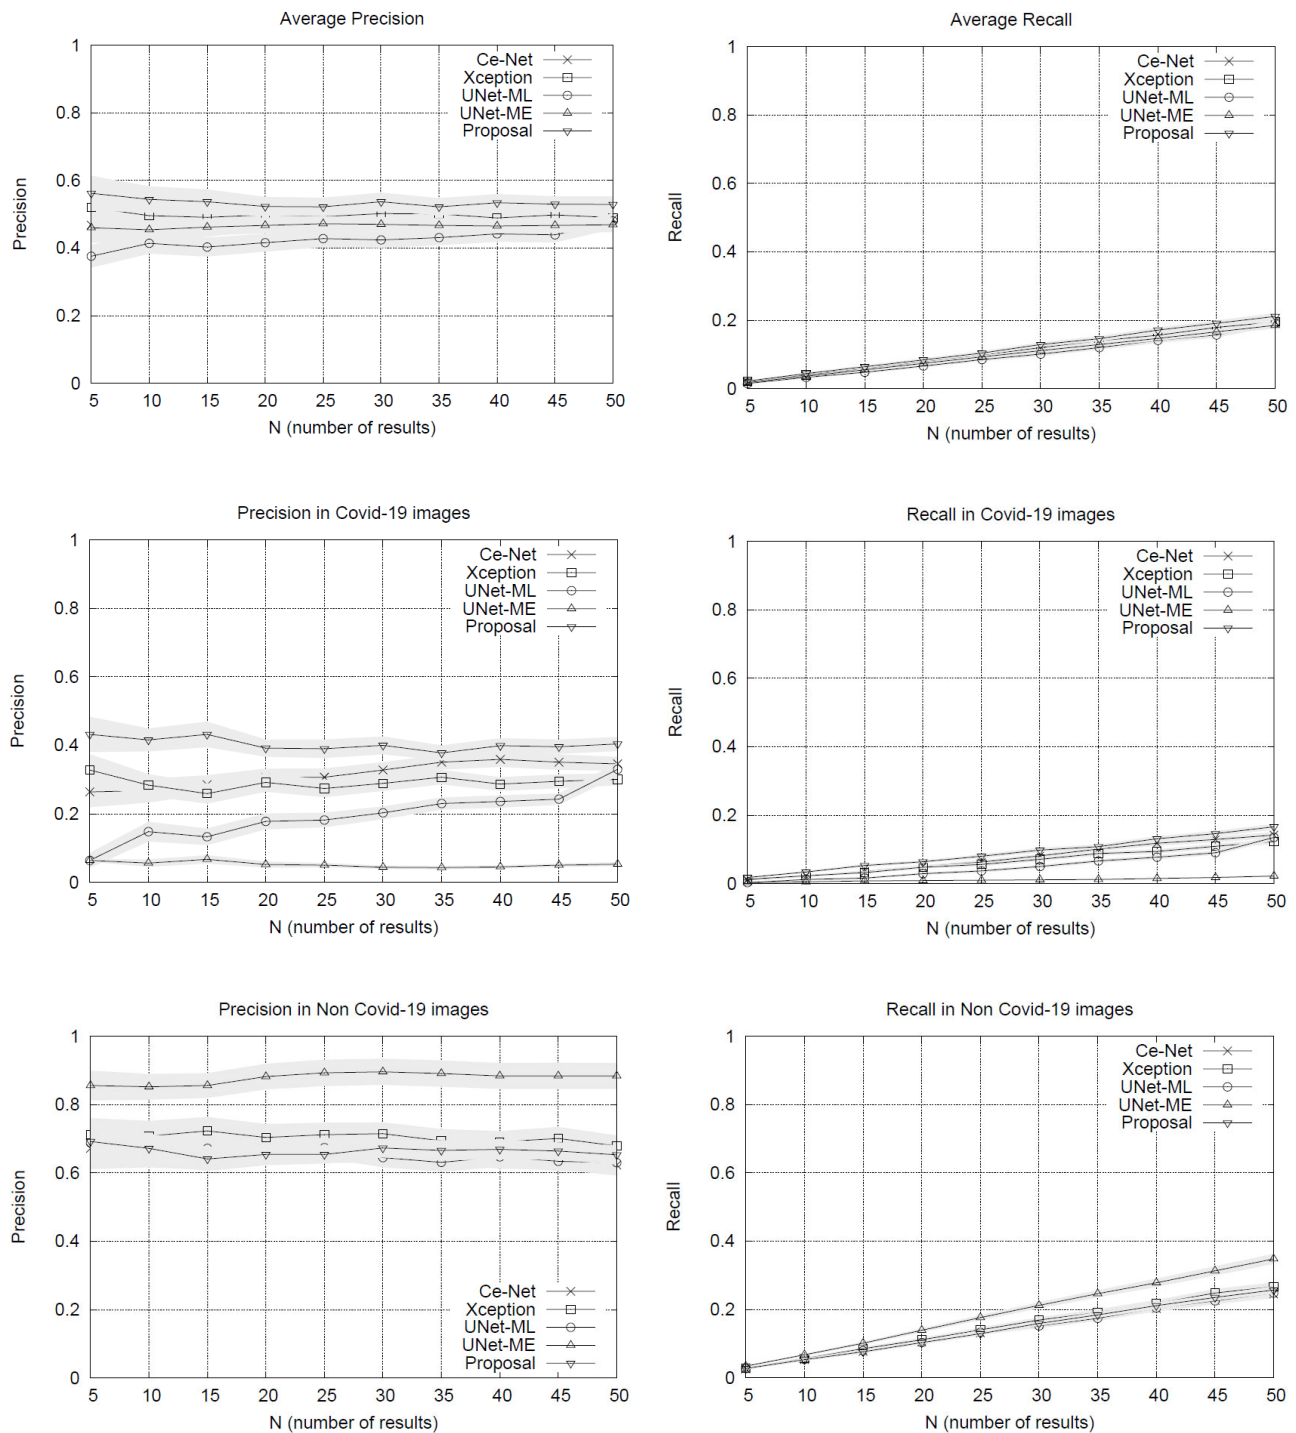 Average Precision
1
0.8
0.6
0.4
0.2
0
Precision
Ce-Net
Xception
UNet-ML
UNet-ME
Proposal
5 10 15 20 25 30 35 40 45 50
N (number of results)
Average Recall
1
0.8
0.6
0.4
0.2
0
Recall
Ce-Net
Xception
UNet-ML
UNet-ME
Proposal
5 10 15 20 25 30 35 40 45 50
N (number of results)
Precision in Covid-19 images
1
0.8
0.6
0.4
0.2
0
Precision
Ce-Net
Xception
UNet-ML
UNet-ME
Proposal
5 10 15 20 25 30 35 40 45 50
N (number of results)
Recall in Covid-19 images
1
0.8
0.6
0.4
0.2
0
Recall
Ce-Net
Xception
UNet-ML
UNet-ME
Proposal
5 10 15 20 25 30 35 40 45 50
N (number of results)
Precision in Non Covid-19 images
1
0.8
0.6
0.4
0.2
0
Precision
Ce-Net
Xception
UNet-ML
UNet-ME
Proposal
5 10 15 20 25 30 35 40 45 50
N (number of results)
Recall in Non Covid-19 images
1
0.8
0.6
0.4
0.2
0
Recall
Ce-Net
Xception
UNet-ML
UNet-ME
Proposal
5 10 15 20 25 30 35 40 45 50
N (number of results)